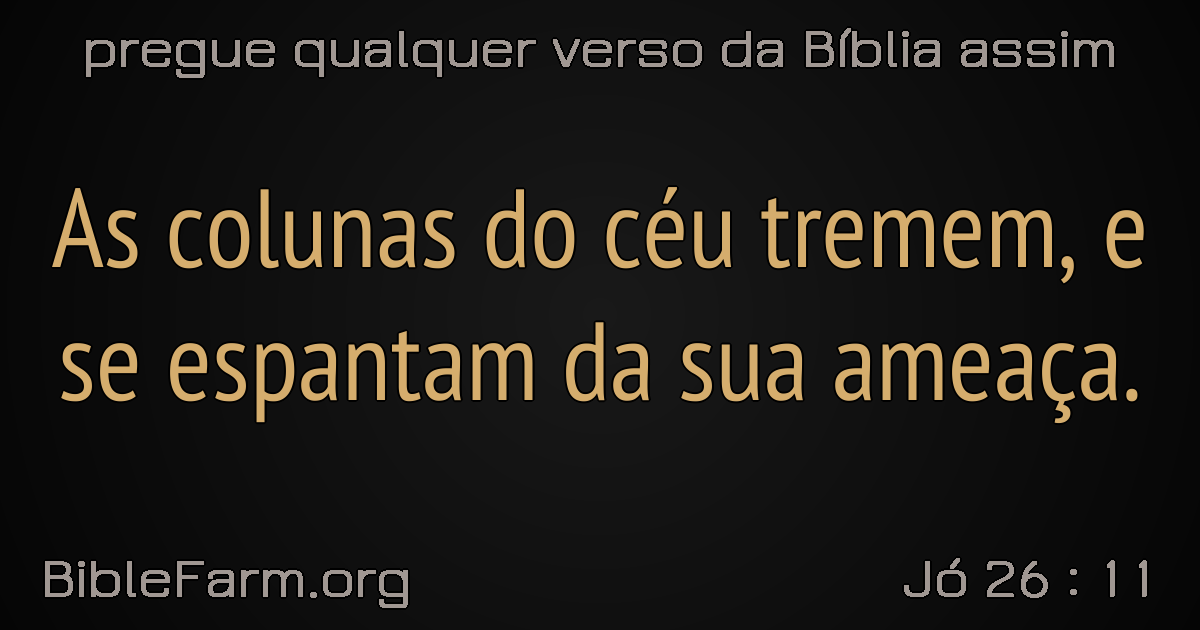 pregue qualquer verso da Bíblia assim
As colunas do céu tremem, e
se espantam da sua ameaça.
BibleFarm.org
Jó 26 : 11